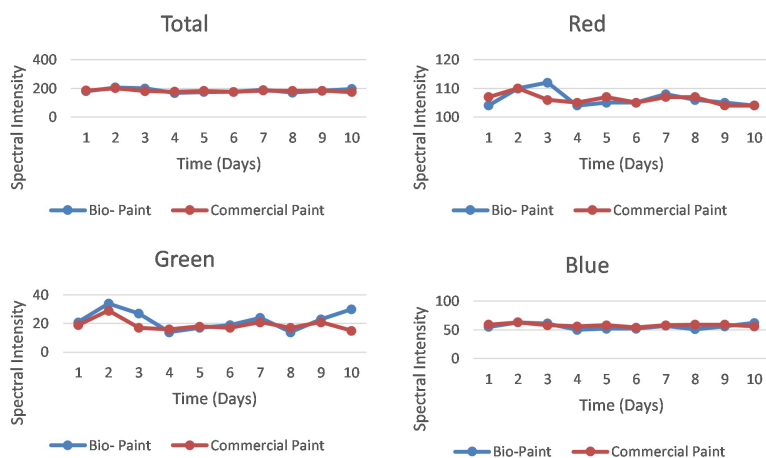 Total
400
200
0
Spectral Intensity
1 2 3 4 5 6 7 8 9 10
Time (Days)
Bio- Paint Commercial Paint
Red
120
110
100
Spectral Intensity
1 2 3 4 5 6 7 8 9 10
Time (Days)
Bio- Paint Commercial Paint
Green
40
20
0
Spectral Intensity
1 2 3 4 5 6 7 8 9 10
Time (Days)
Bio- Paint Commercial Paint
Blue
100
50
0
Spectral Intensity
1 2 3 4 5 6 7 8 9 10
Time (Days)
Bio-Paint Commercial Paint